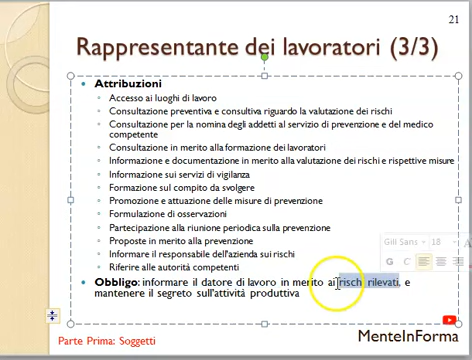 21
Rappresentante dei lavoratori (3/3)
Attribuzioni
Accesso ai luoghi di lavoro
Consultazione preventiva e consultiva riguardo la valutazione dei rischi
Consultazione per la nomina degli addetti al servizio di prevenzione e del medico
competente
Consultazione in merito alla formazione dei lavoratori
Informazione e documentazione in merito alla valutazione dei rischi e rispettive misure
Informazione sui servizi di vigilanza
Formazione sul compito da svolgere
Promozione e attuazione delle misure di prevenzione
Formulazione di osservazioni
Partecipazione alla riunione periodica sulla prevenzione
Proposte in merito alla prevenzione
Informare il responsabile dell'azienda sui rischi
Riferire alle autorità competenti
Gill Sans 18 A
G C
Obbligo: informare il datore di lavoro in merito ai rischi rilevati, e
mantenere il segreto sull'attività produttiva
Parte Prima: Soggetti
MenteInForma